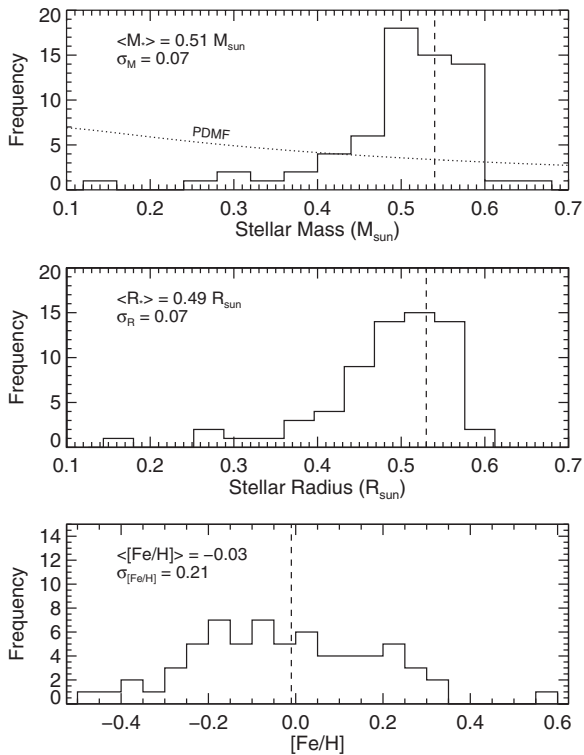 20
15
10
5
0
Frequency
<M*> = 0.51 Msun
σM = 0.07
PDMF
0.1 0.2 0.3 0.4 0.5 0.6 0.7
Stellar Mass (Msun)
20
15
10
5
0
Frequency
<R*> = 0.49 Rsun
σR = 0.07
0.1 0.2 0.3 0.4 0.5 0.6 0.7
Stellar Radius (Rsun)
14
12
10
8
6
4
2
0
Frequency
<[Fe/H]> = −0.03
σ[Fe/H] = 0.21
−0.4 −0.2 0.0 0.2 0.4 0.6
[Fe/H]